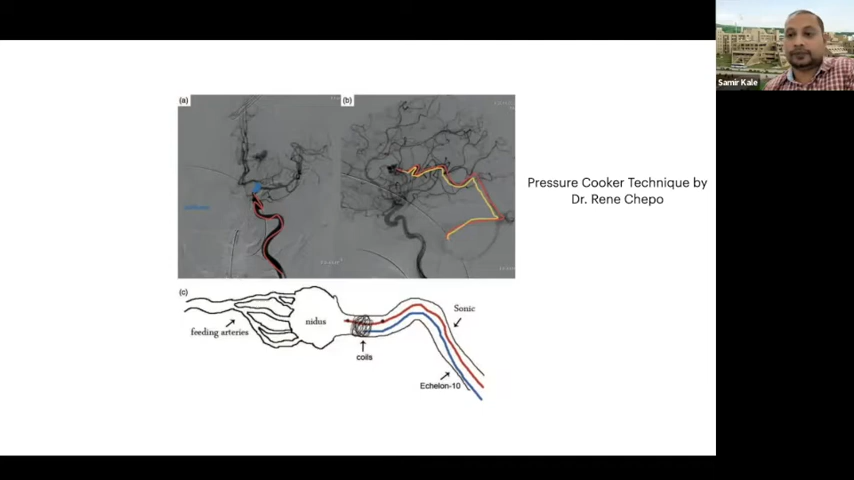 Samir Kale
(a)
(b)
Pressure Cooker Technique by
Dr. Rene Chepo
(c)
Sonic
feeding arteries
nidus
coils
Echelon-10